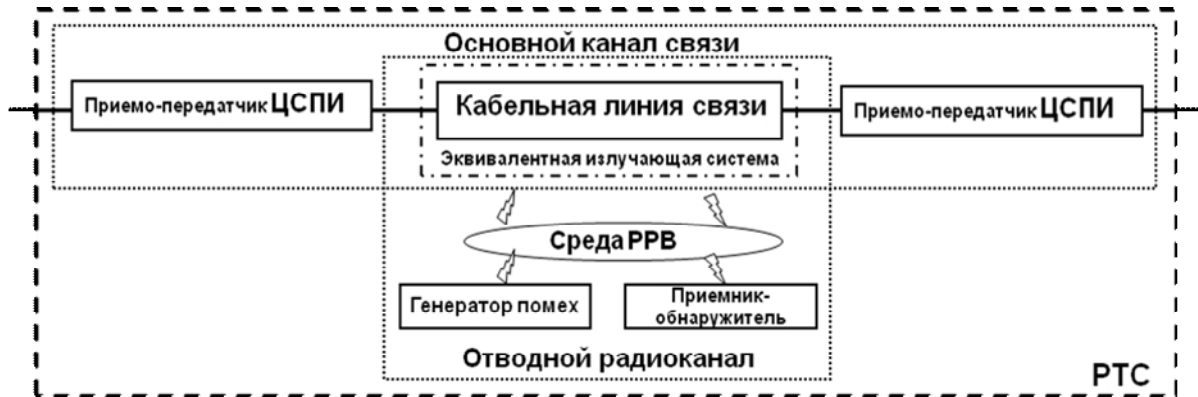 Основной канал связи
Приемо-передатчик ЦСПИ
Кабельная линия связи
Приемо-передатчик ЦСПИ
Эквивалентная излучающая система
Среда РРВ
Генератор помех
Приемник-
обнаружитель
Отводной радиоканал
РТС